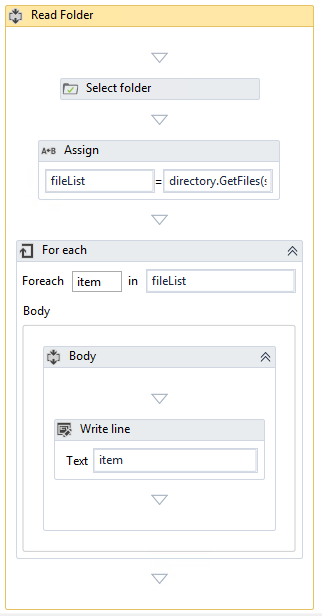 Read Folder
Select folder
A+B Assign
fileList = directory.GetFiles(s
For each
Foreach item in fileList
Body
Body
Write line
Text item